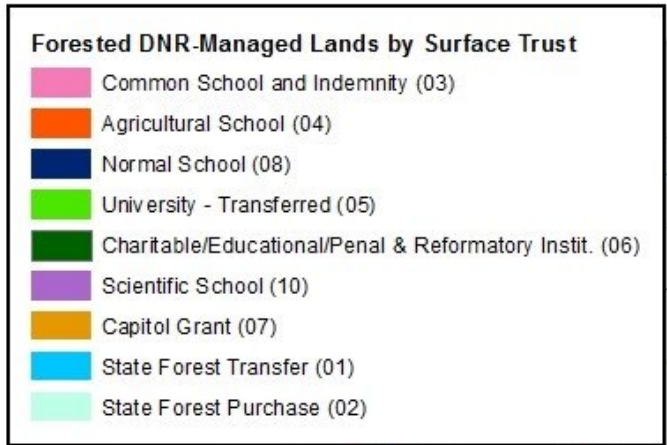 Forested DNR-Managed Lands by Surface Trust
Common School and Indemnity (03)
Agricultural School (04)
Normal School (08)
University - Transferred (05)
Charitable/Educational/Penal & Reformatory Instit. (06)
Scientific School (10)
Capitol Grant (07)
State Forest Transfer (01)
State Forest Purchase (02)